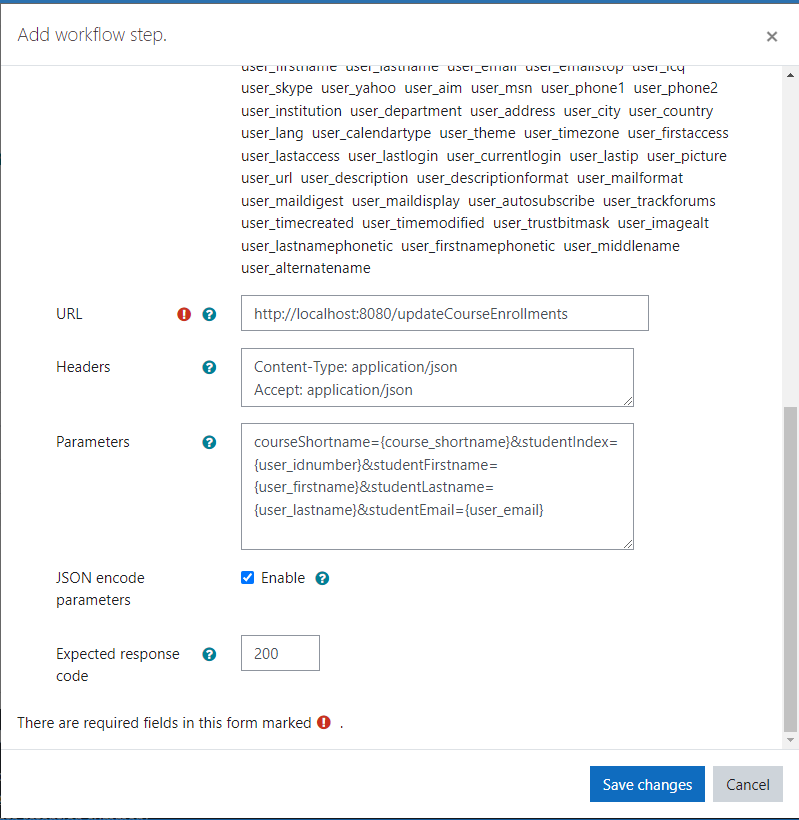 Add workflow step.
×
user_firstname user_lastname user_email user_emailstop user_icq
user_skype user_yahoo user_aim user_msn user_phone1 user_phone2
user_institution user_department user_address user_city user_country
user_lang user_calendartype user_theme user_timezone user_firstaccess
user_lastaccess user_lastlogin user_currentlogin user_lastip user_picture
user_url user_description user_descriptionformat user_mailformat
user_maildigest user_maildisplay user_autosubscribe user_trackforums
user_timecreated user_timemodified user_trustbitmask user_imagealt
user_lastnamephonetic user_firstnamephonetic user_middlename
user_alternatename
URL
http://localhost:8080/updateCourseEnrollments
Headers
Content-Type: application/json
Accept: application/json
Parameters
courseShortname={course_shortname}&studentIndex=
{user_idnumber}&studentFirstname=
{user_firstname}&studentLastname=
{user_lastname}&studentEmail={user_email}
JSON encode
parameters
Enable
Expected response
code
200
There are required fields in this form marked .
Save changes
Cancel